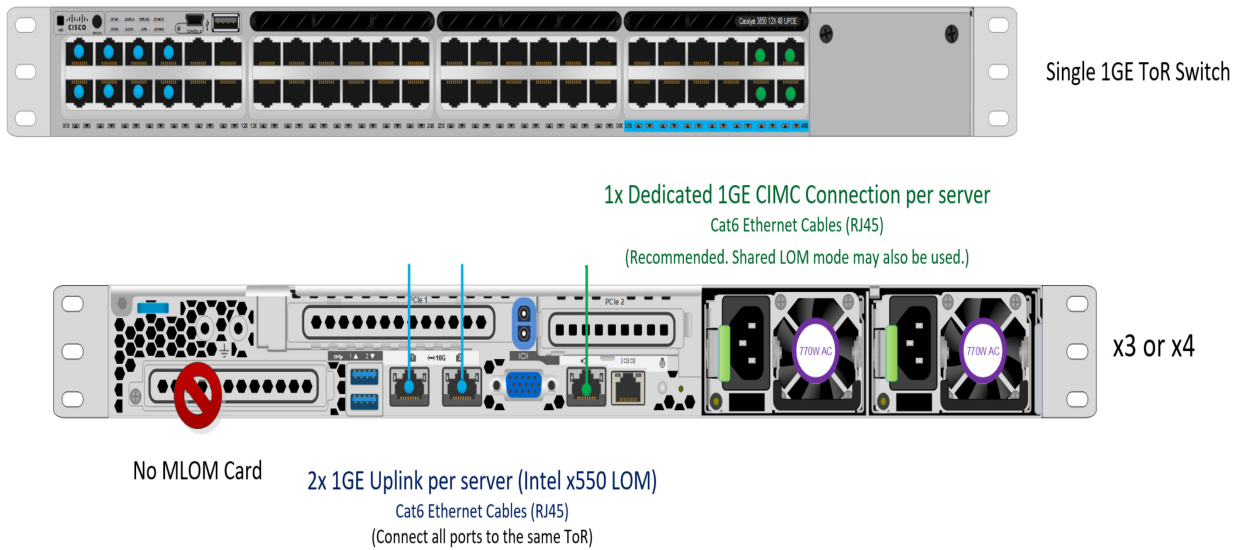 CISCO
Catalyst 3850 12X 48 UPOE
Single 1GE ToR Switch
1x Dedicated 1GE CIMC Connection per server
Cat6 Ethernet Cables (RJ45)
(Recommended. Shared LOM mode may also be used.)
PCIe 1
PCIe 2
10G
770W AC
770W AC
x3 or x4
No MLOM Card
2x 1GE Uplink per server (Intel x550 LOM)
Cat6 Ethernet Cables (RJ45)
(Connect all ports to the same ToR)